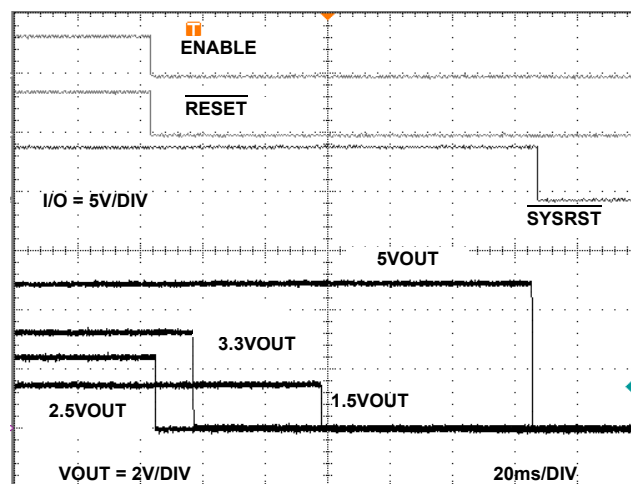 T
ENABLE
RESET
I/O = 5V/DIV
SYSRST
5VOUT
3.3VOUT
2.5VOUT
1.5VOUT
VOUT = 2V/DIV
20ms/DIV